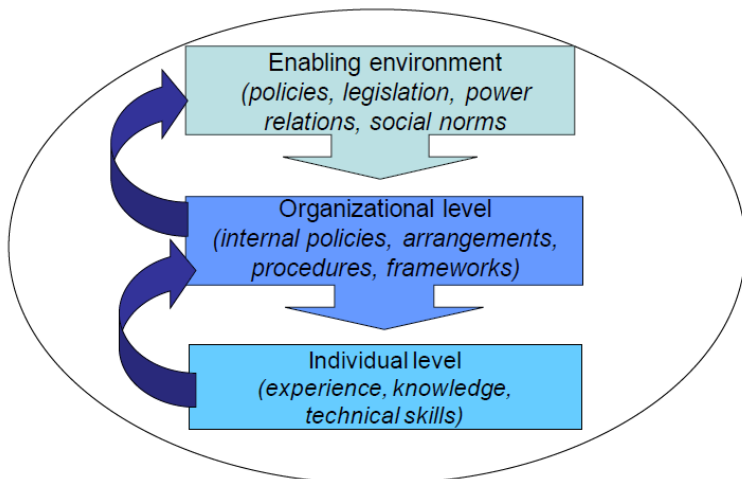 Enabling environment
(policies, legislation, power
relations, social norms
Organizational level
(internal policies, arrangements,
procedures, frameworks)
Individual level
(experience, knowledge,
technical skills)